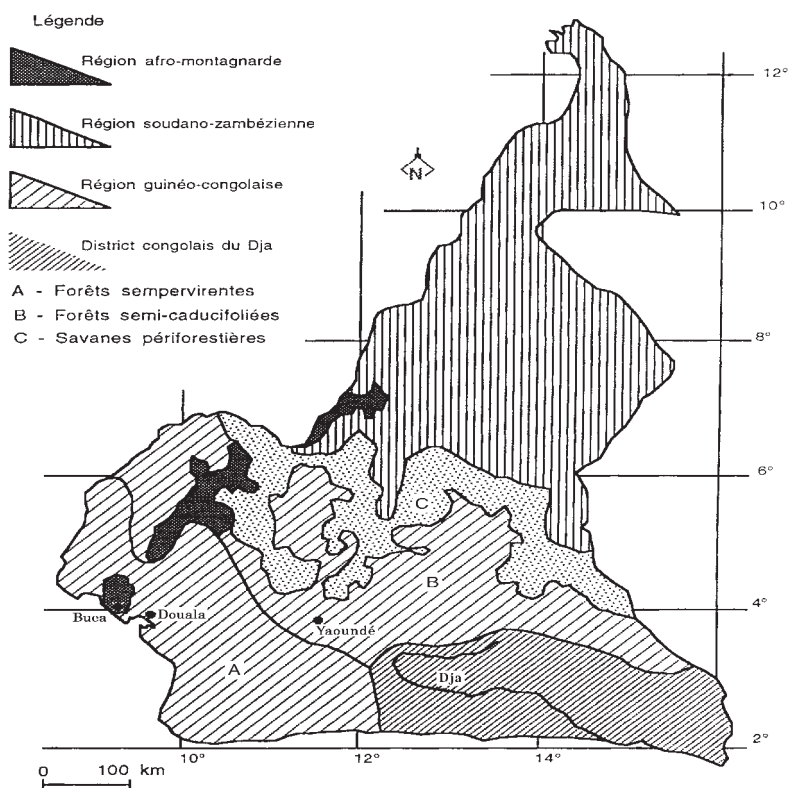 Légende
Région afro-montagnarde
Région soudano-zambézienne
Région guinéo-congolaise
District congolais du Dja
A - Forêts sempervirentes
B - Forêts semi-caducifoliées
C - Savanes périforestières
N
12°
10°
8°
6°
C
B
4°
Buca
Douala
Yaoundé
A
Dja
2°
10°
12°
14°
0 100 km